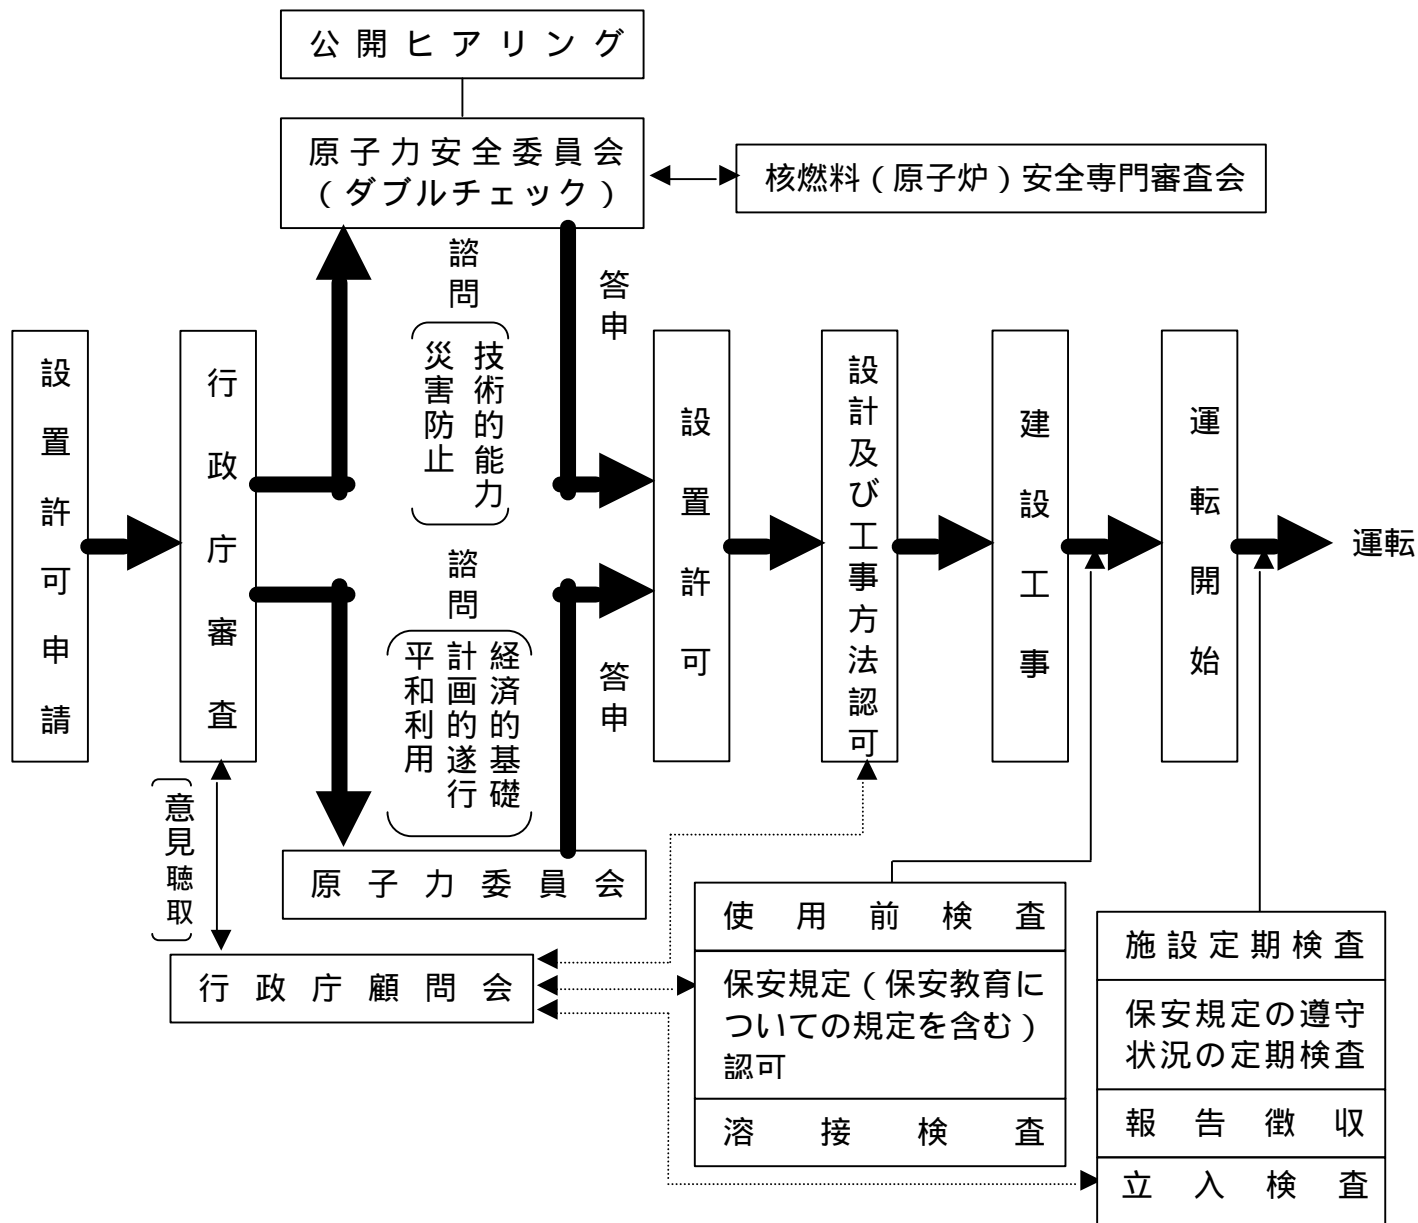 公開ヒアリング
原子力安全委員会
（ダブルチェック）
核燃料（原子炉）安全専門審査会
諮問
答申
技術的能力
災害防止
設置許可申請
行政庁審査
設置許可
設計及び工事方法認可
建設工事
運転開始
運転
諮問
答申
経済的基礎
計画的遂行
平和利用
意見聴取
原子力委員会
行政庁顧問会
使用前検査
保安規定（保安教育に
ついての規定を含む）
認可
溶接検査
施設定期検査
保安規定の遵守
状況の定期検査
報告徴収
立入検査